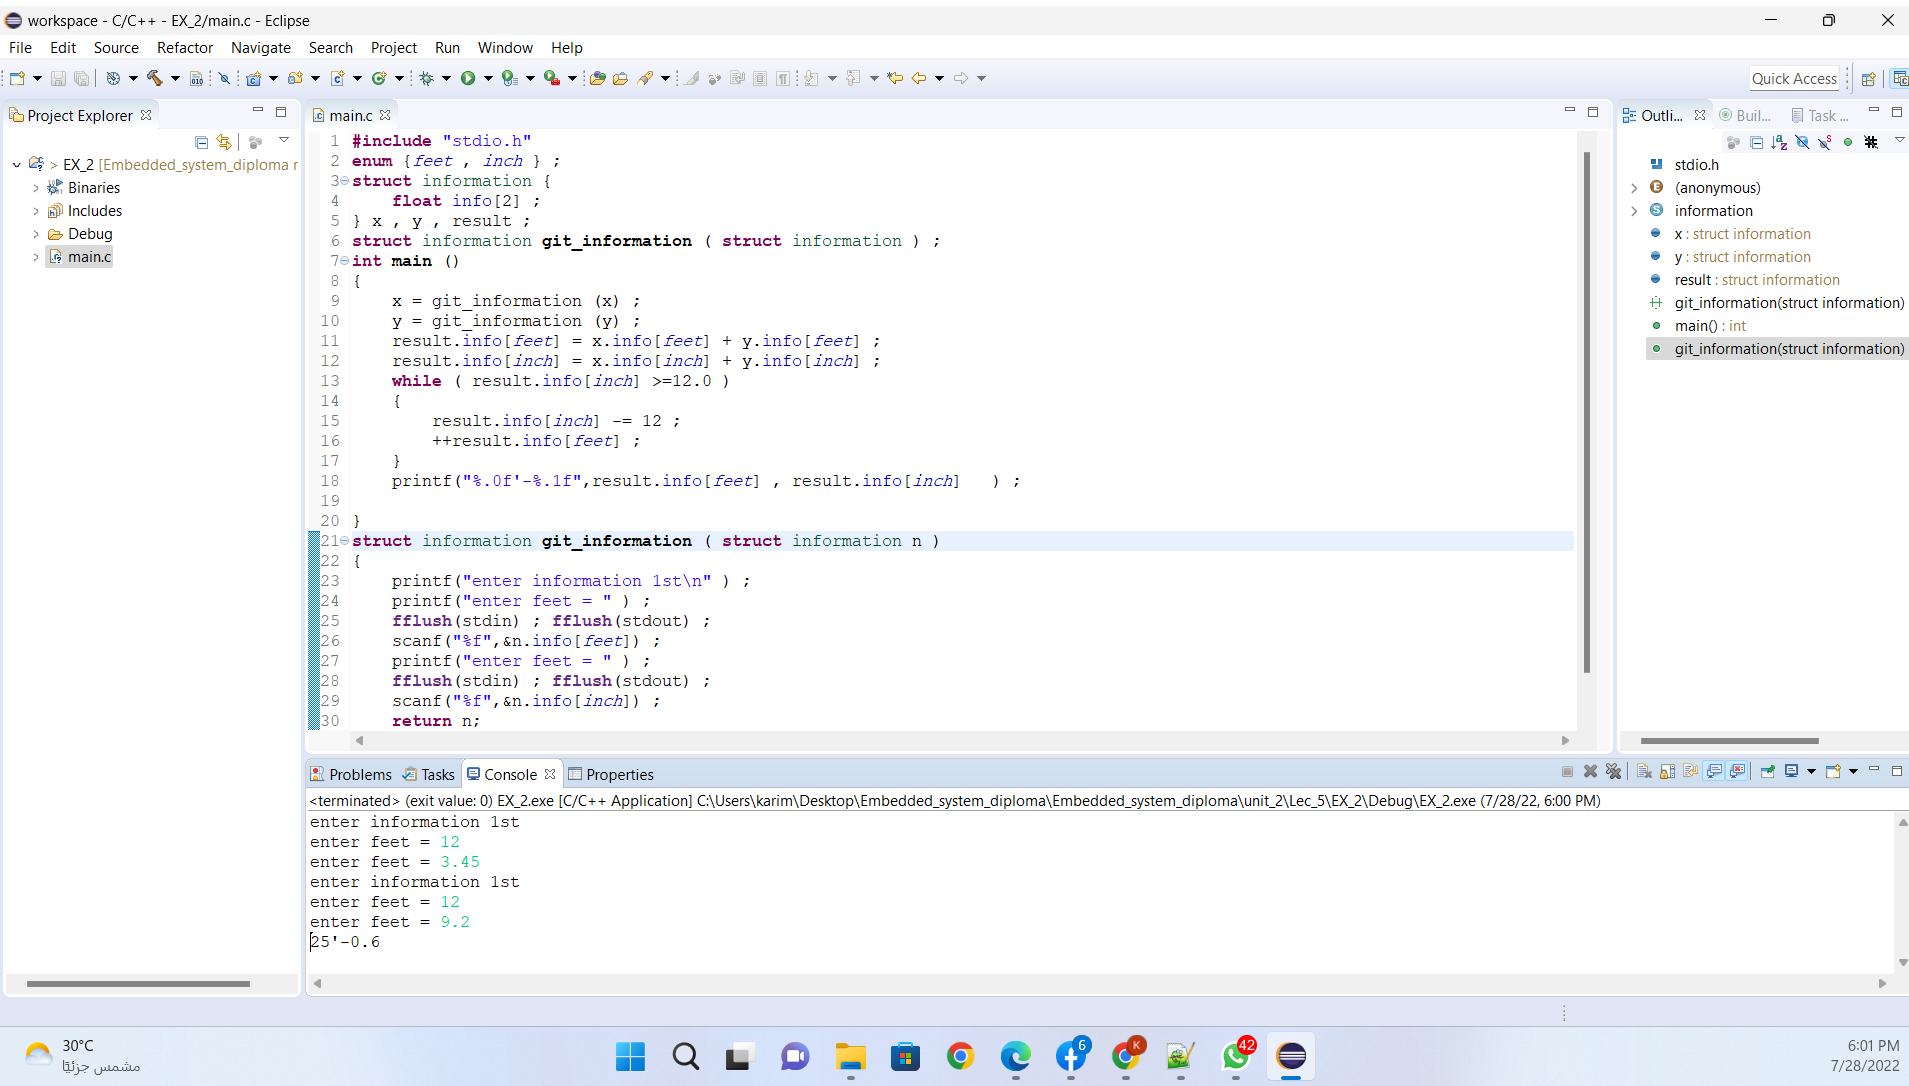 workspace - C/C++ - EX_2/main.c - Eclipse
File Edit Source Refactor Navigate Search Project Run Window Help
Quick Access
Project Explorer
EX_2 [Embedded_system_diploma r
Binaries
Includes
Debug
main.c
main.c
1 #include "stdio.h"
2 enum {feet , inch } ;
3 struct information {
4 float info[2] ;
5 } x , y , result ;
6 struct information git_information ( struct information ) ;
7 int main ()
8 {
9 x = git_information (x) ;
10 y = git_information (y) ;
11 result.info[feet] = x.info[feet] + y.info[feet] ;
12 result.info[inch] = x.info[inch] + y.info[inch] ;
13 while ( result.info[inch] >=12.0 )
14 {
15 result.info[inch] -= 12 ;
16 ++result.info[feet] ;
17 }
18 printf("%.0f'-%.1f",result.info[feet] , result.info[inch] ) ;
19
20 }
21 struct information git_information ( struct information n )
22 {
23 printf("enter information 1st\n" ) ;
24 printf("enter feet = " ) ;
25 fflush(stdin) ; fflush(stdout) ;
26 scanf("%f",&n.info[feet]) ;
27 printf("enter feet = " ) ;
28 fflush(stdin) ; fflush(stdout) ;
29 scanf("%f",&n.info[inch]) ;
30 return n;
Outli... Buil... Task ...
stdio.h
(anonymous)
information
x : struct information
y : struct information
result : struct information
git_information(struct information)
main() : int
git_information(struct information)
Problems Tasks Console Properties
<terminated> (exit value: 0) EX_2.exe [C/C++ Application] C:\Users\karim\Desktop\Embedded_system_diploma\Embedded_system_diploma\unit_2\Lec_5\EX_2\Debug\EX_2.exe (7/28/22, 6:00 PM)
enter information 1st
enter feet = 12
enter feet = 3.45
enter information 1st
enter feet = 12
enter feet = 9.2
25'-0.6
30°C
مشمس جزئيًا
6
K
42
6:01 PM
7/28/2022